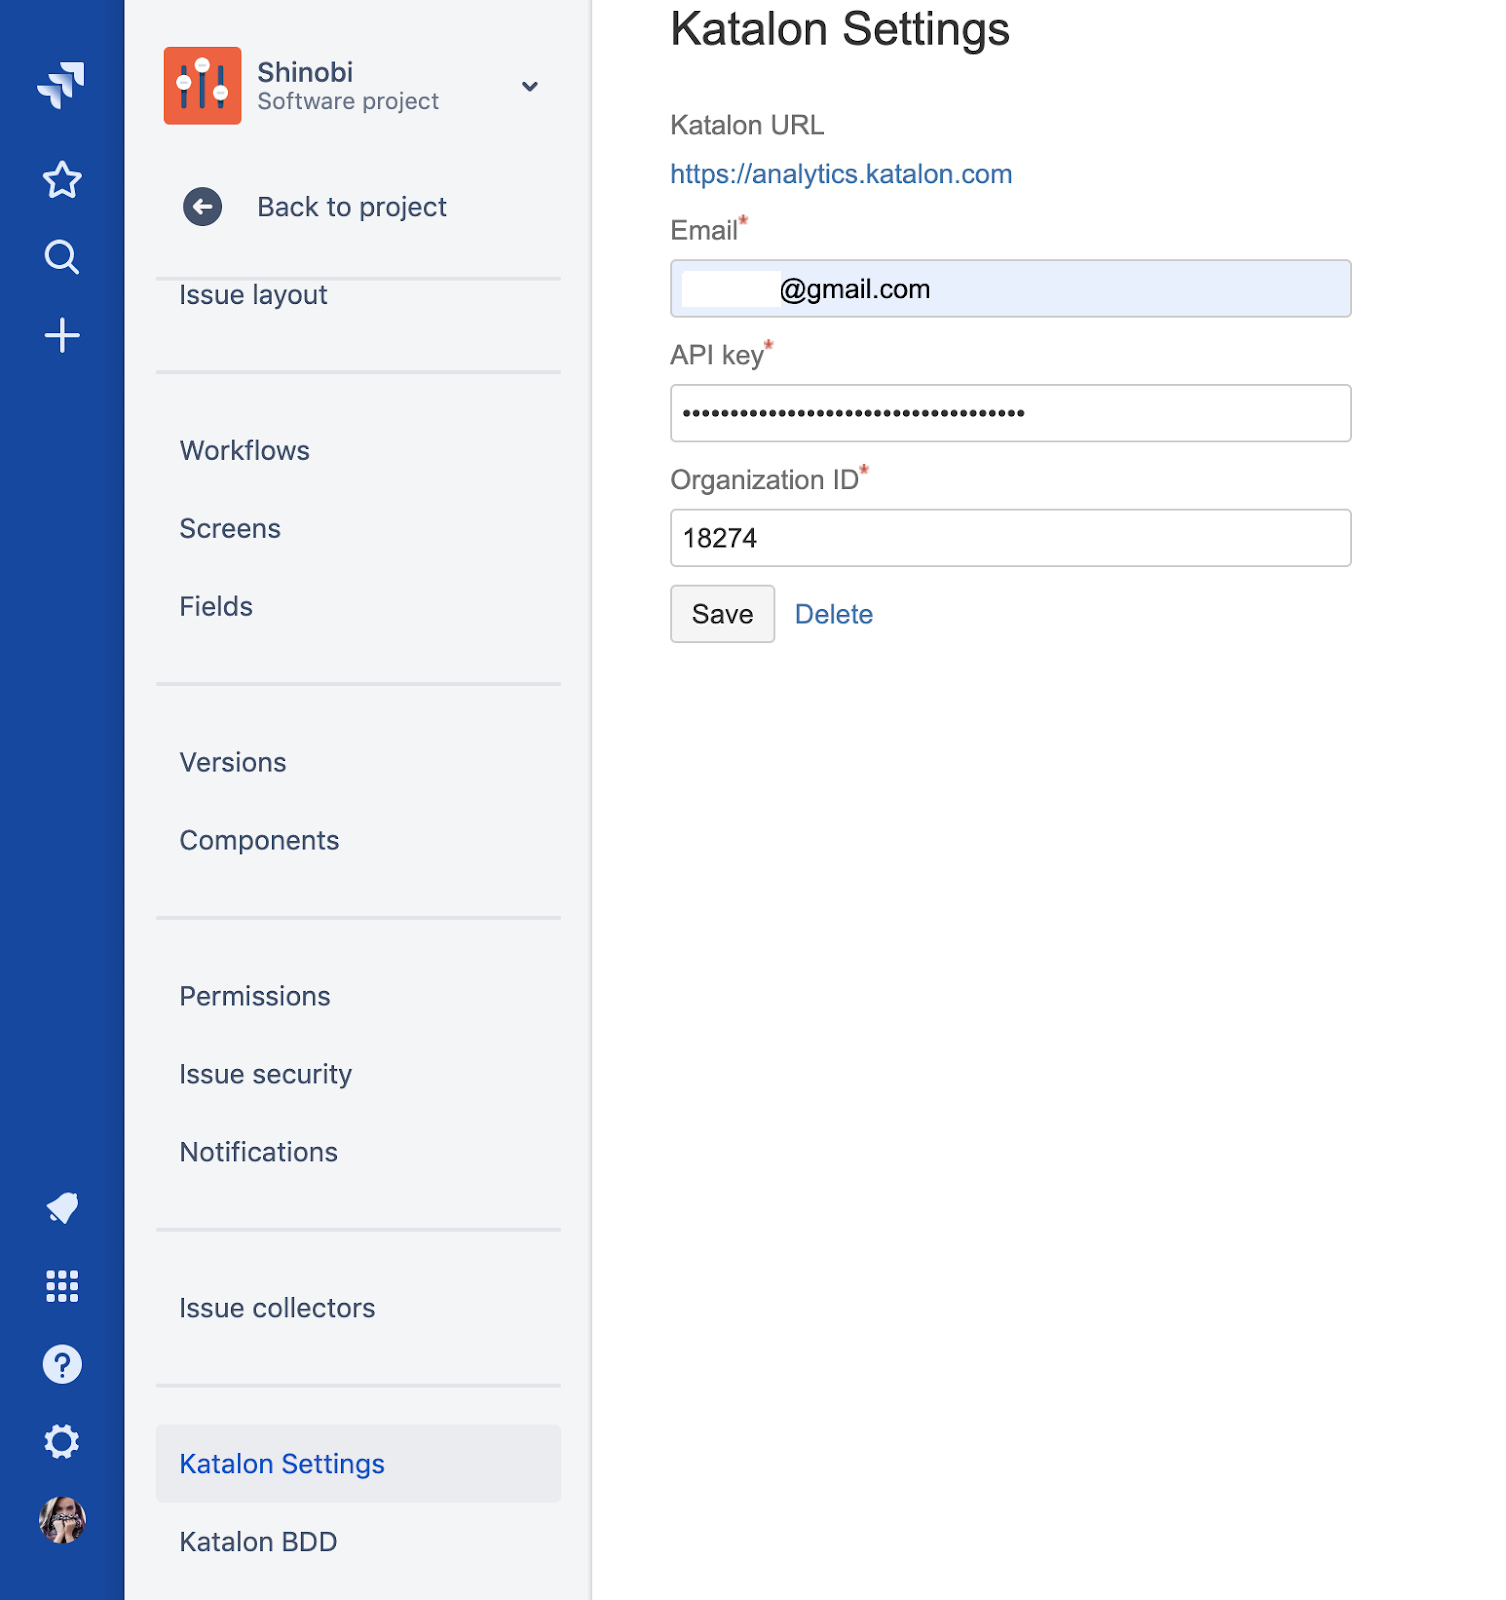 Shinobi
Software project
Back to project
Issue layout
Workflows
Screens
Fields
Versions
Components
Permissions
Issue security
Notifications
Issue collectors
Katalon Settings
Katalon BDD
Katalon Settings
Katalon URL
https://analytics.katalon.com
Email*
@gmail.com
API key*
••••••••••••••••••••••••••••••••••••
Organization ID*
18274
Save Delete